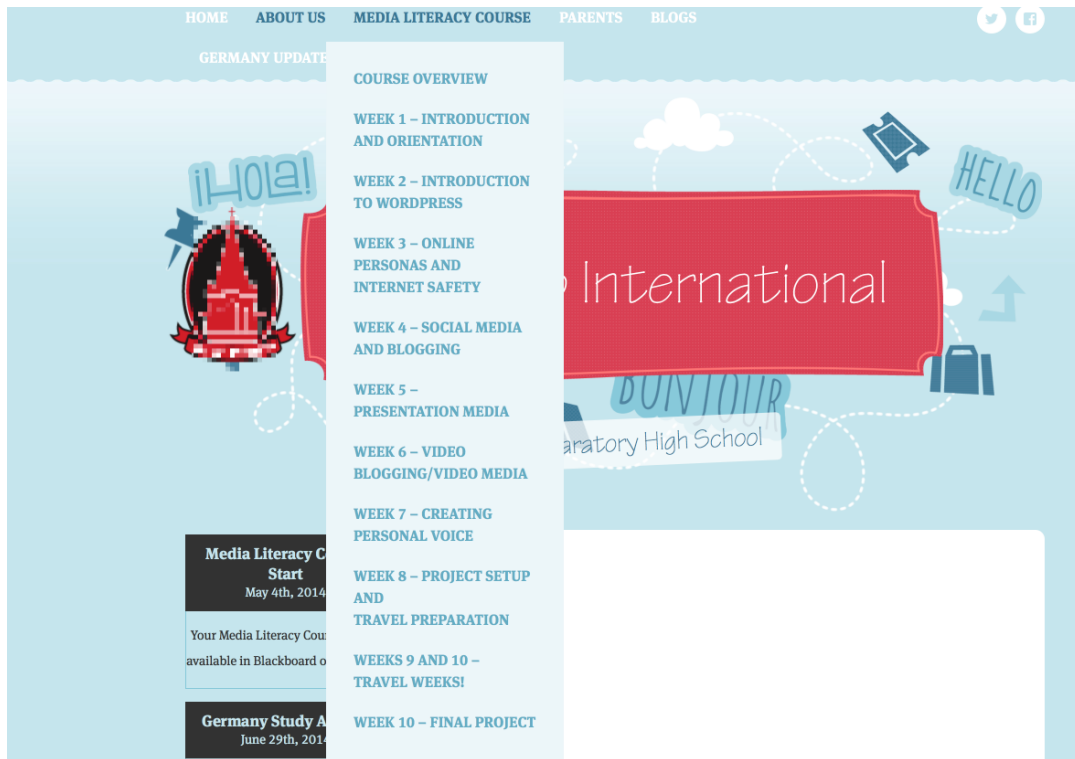 HOME ABOUT US MEDIA LITERACY COURSE PARENTS BLOGS
GERMANY UPDATE
COURSE OVERVIEW
WEEK 1 – INTRODUCTION
AND ORIENTATION
WEEK 2 – INTRODUCTION
TO WORDPRESS
WEEK 3 – ONLINE
PERSONAS AND
INTERNET SAFETY
WEEK 4 – SOCIAL MEDIA
AND BLOGGING
WEEK 5 –
PRESENTATION MEDIA
WEEK 6 – VIDEO
BLOGGING/VIDEO MEDIA
WEEK 7 – CREATING
PERSONAL VOICE
WEEK 8 – PROJECT SETUP
AND
TRAVEL PREPARATION
WEEKS 9 AND 10 –
TRAVEL WEEKS!
WEEK 10 – FINAL PROJECT
¡HOLA!
HELLO
International
BONJOUR
aratory High School
Media Literacy C
Start
May 4th, 2014
Your Media Literacy Cou
available in Blackboard o
Germany Study A
June 29th, 201